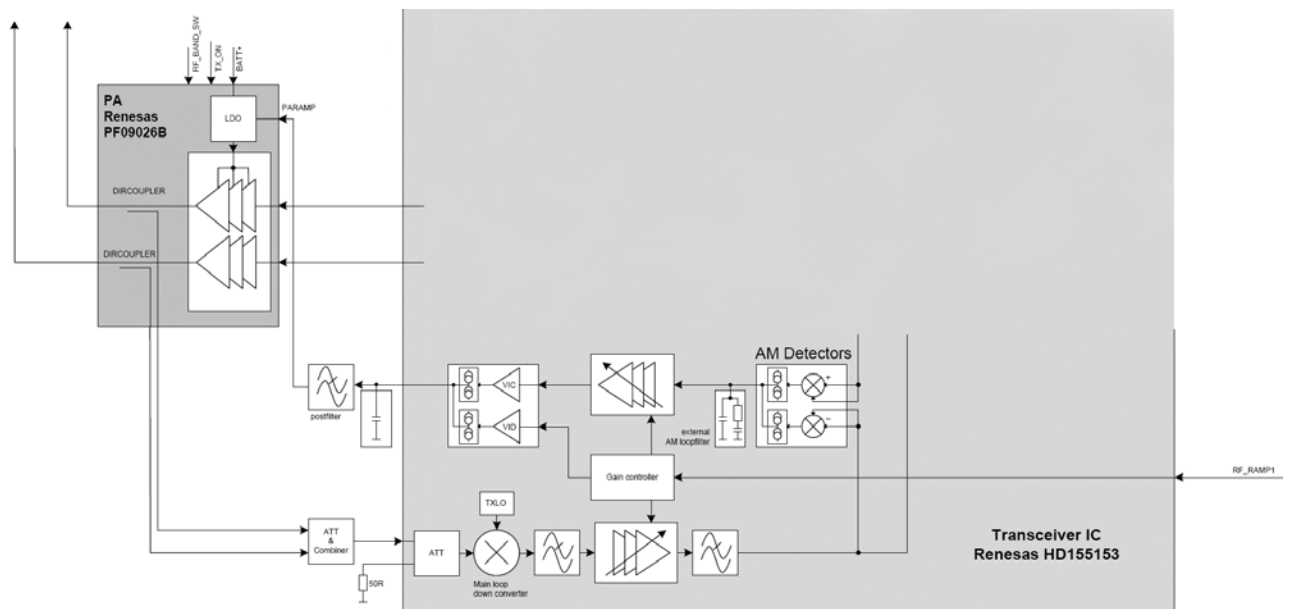 RF_BAND_SW
TX_ON
BATT+
PA
Renesas
PF09026B
LDO
PARAMP
DIRCOUPLER
DIRCOUPLER
AM Detectors
VIC
+
postfilter
VID
−
external
AM loopfilter
Gain controller
RF_RAMP1
TXLO
ATT
&
Combiner
ATT
50R
Main loop
down converter
Transceiver IC
Renesas HD155153